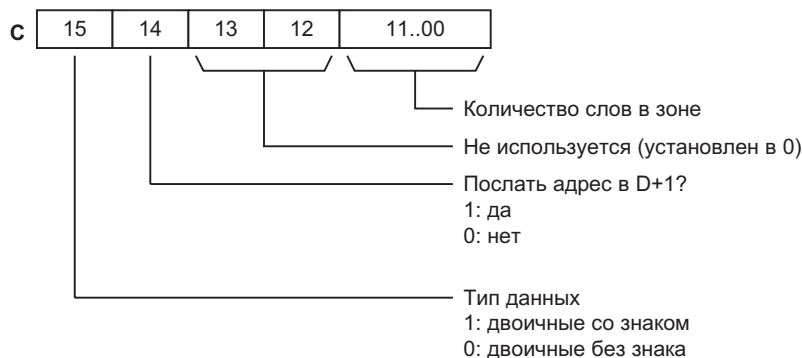 C 15 14 13 12 11..00
Количество слов в зоне
Не используется (установлен в 0)
Послать адрес в D+1?
1: да
0: нет
Тип данных
1: двоичные со знаком
0: двоичные без знака